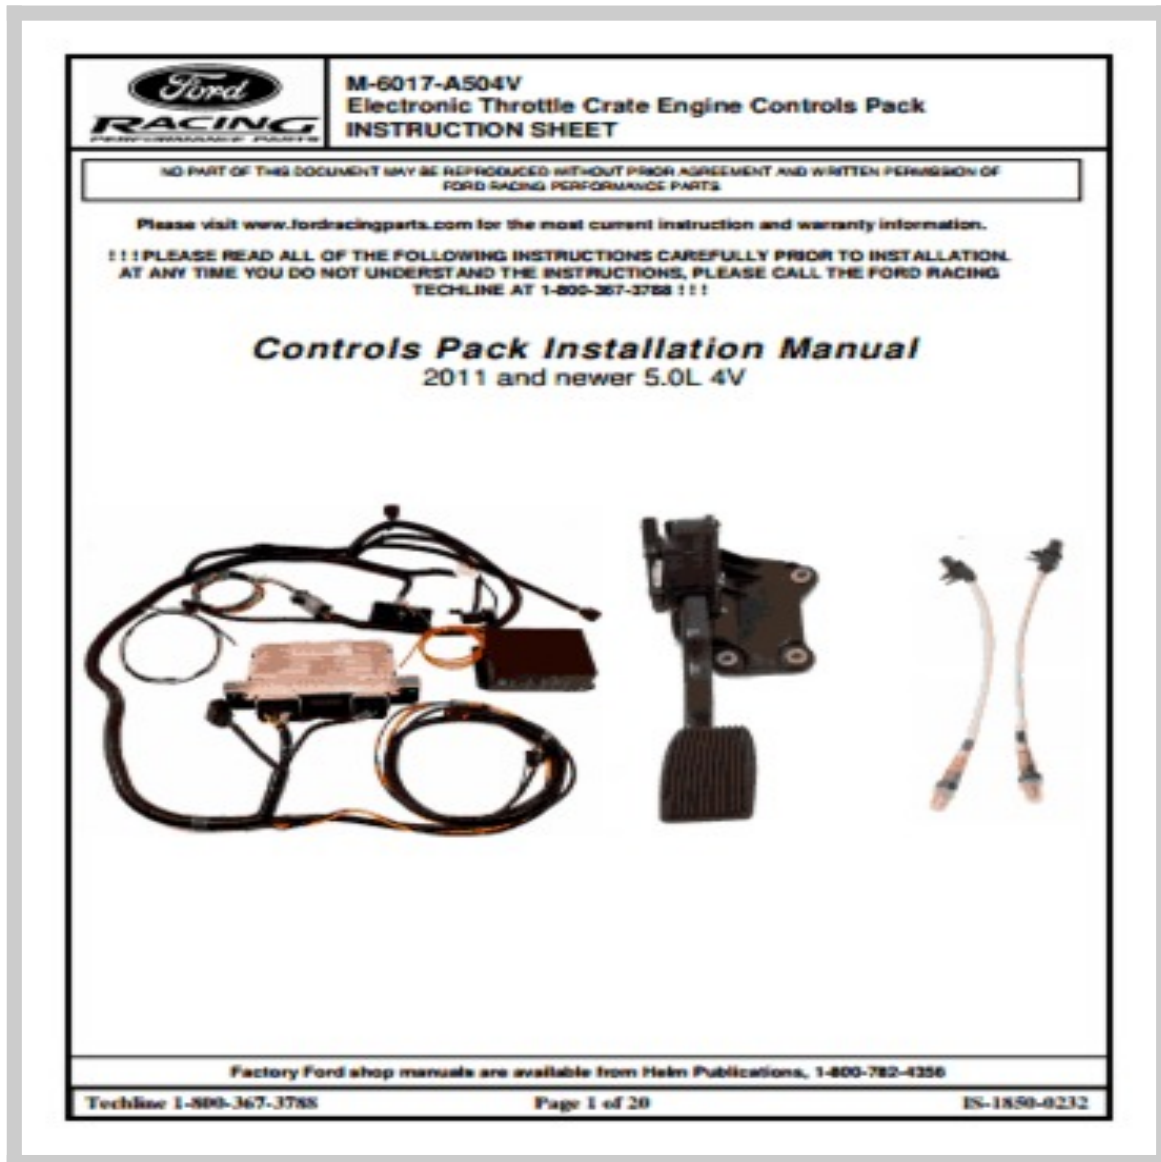 Ford
RACING
PERFORMANCE PARTS
M-6017-A504V
Electronic Throttle Crate Engine Controls Pack
INSTRUCTION SHEET
NO PART OF THIS DOCUMENT MAY BE REPRODUCED WITHOUT PRIOR AGREEMENT AND WRITTEN PERMISSION OF
FORD RACING PERFORMANCE PARTS
Please visit www.fordracingparts.com for the most current instruction and warranty information.
! ! ! PLEASE READ ALL OF THE FOLLOWING INSTRUCTIONS CAREFULLY PRIOR TO INSTALLATION.
AT ANY TIME YOU DO NOT UNDERSTAND THE INSTRUCTIONS, PLEASE CALL THE FORD RACING
TECHLINE AT 1-800-367-3788 ! ! !
Controls Pack Installation Manual
2011 and newer 5.0L 4V
Factory Ford shop manuals are available from Helm Publications, 1-800-782-4356
Techline 1-800-367-3788
Page 1 of 20
IS-1850-0232